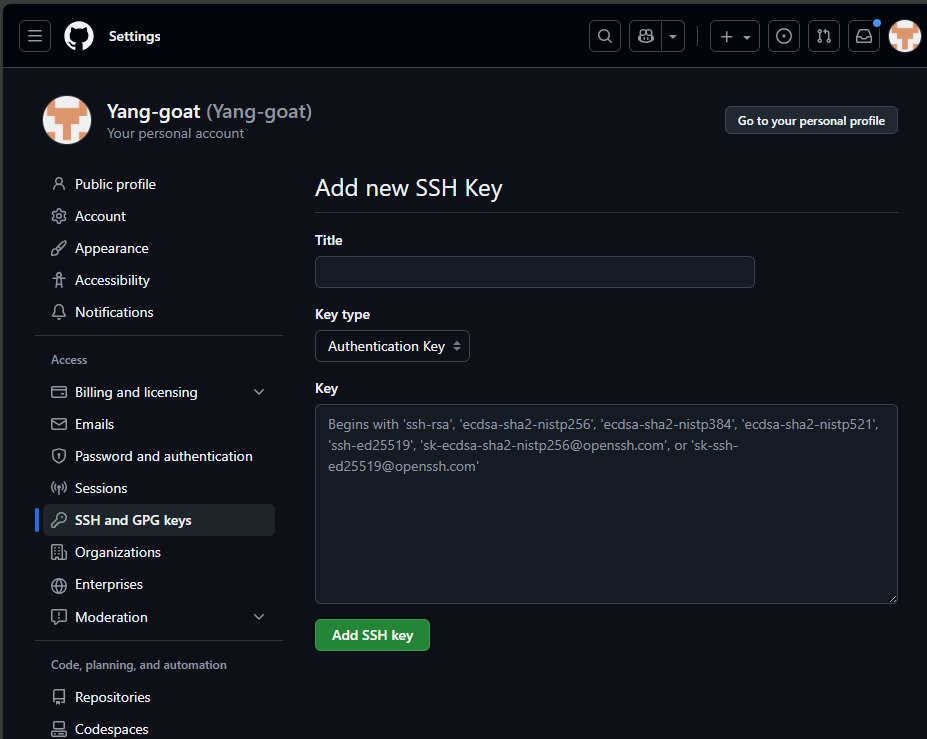 Settings
Yang-goat (Yang-goat)
Your personal account
Go to your personal profile
Public profile
Account
Appearance
Accessibility
Notifications
Access
Billing and licensing
Emails
Password and authentication
Sessions
SSH and GPG keys
Organizations
Enterprises
Moderation
Code, planning, and automation
Repositories
Codespaces
Add new SSH Key
Title
Key type
Authentication Key
Key
Begins with 'ssh-rsa', 'ecdsa-sha2-nistp256', 'ecdsa-sha2-nistp384', 'ecdsa-sha2-nistp521',
'ssh-ed25519', 'sk-ecdsa-sha2-nistp256@openssh.com', or 'sk-ssh-
ed25519@openssh.com'
Add SSH key